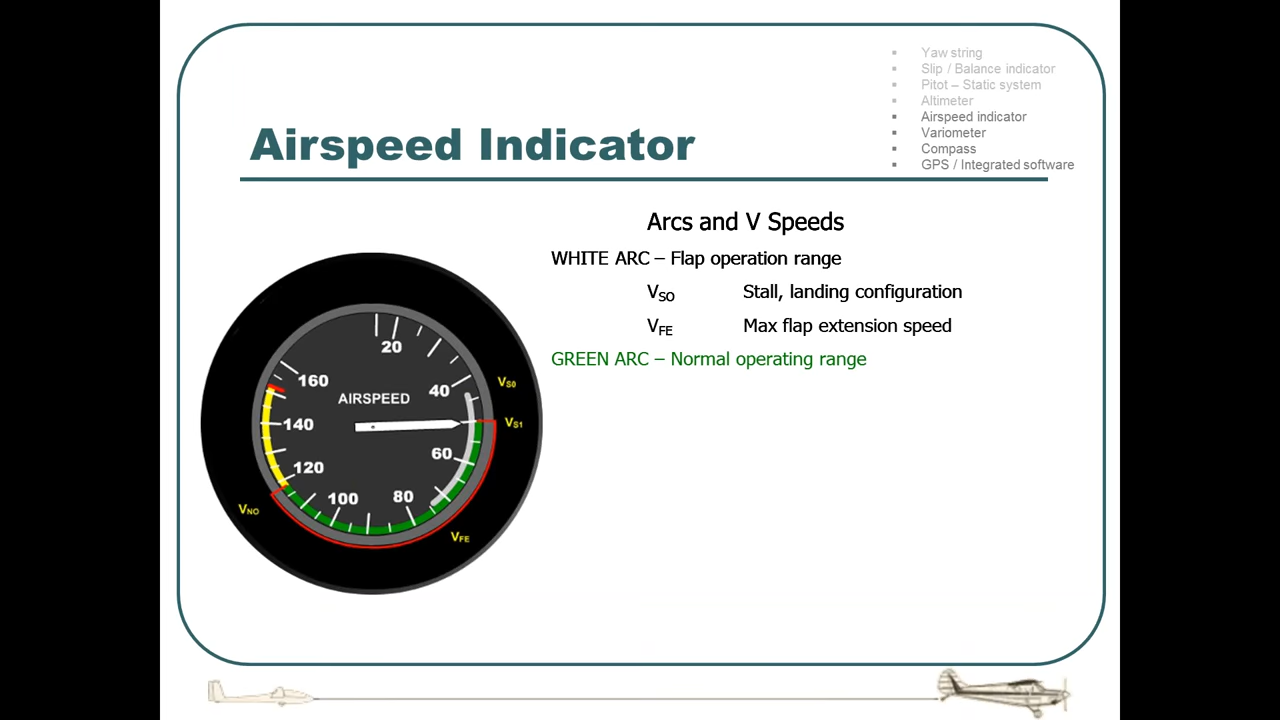 Yaw string
Slip / Balance indicator
Pitot – Static system
Altimeter
Airspeed indicator
Variometer
Compass
GPS / Integrated software
Airspeed Indicator
Arcs and V Speeds
WHITE ARC – Flap operation range
VSO Stall, landing configuration
VFE Max flap extension speed
GREEN ARC – Normal operating range
20
160
40
AIRSPEED
VS0
140
VS1
60
120
100
80
VNO
VFE